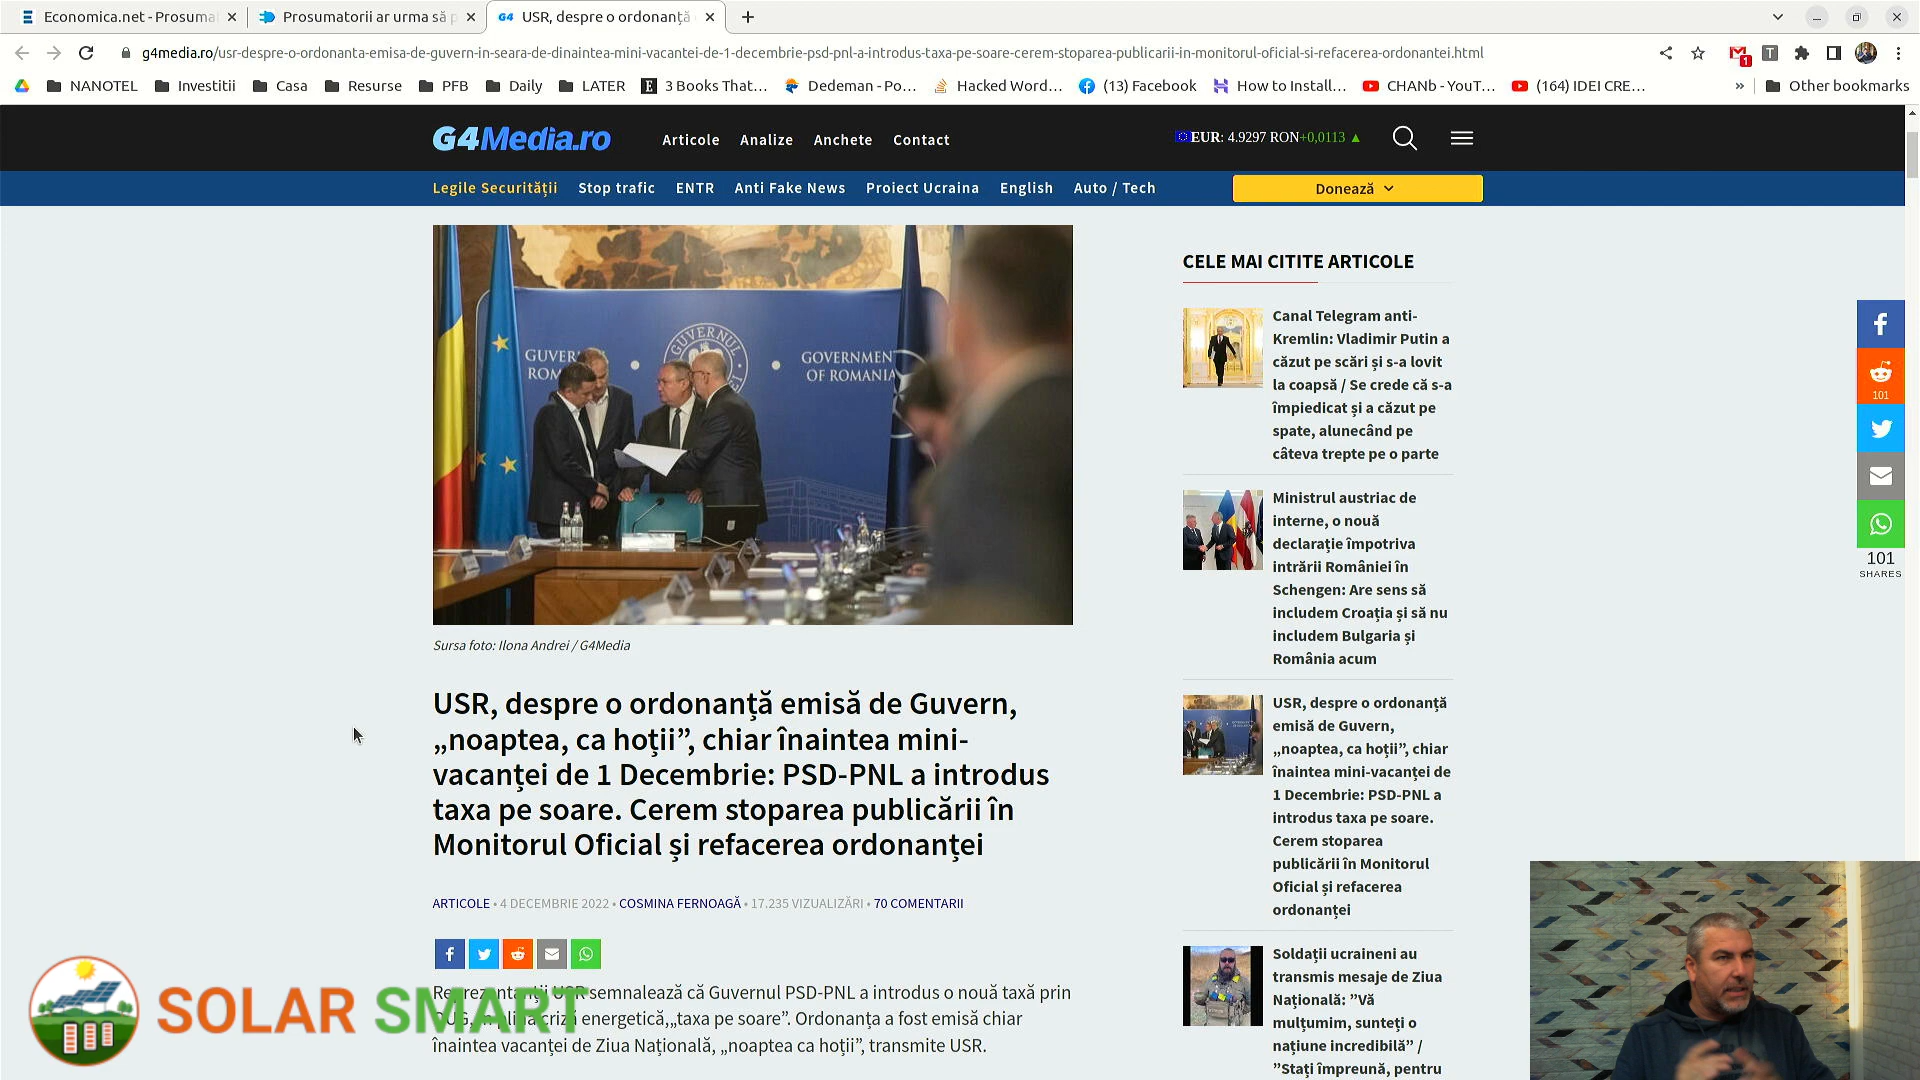 Economica.net - Prosuma
Prosumatorii ar urma să p
G4 USR, despre o ordonanță
g4media.ro/usr-despre-o-ordonanta-emisa-de-guvern-in-seara-de-dinaintea-mini-vacantei-de-1-decembrie-psd-pnl-a-introdus-taxa-pe-soare-cerem-stoparea-publicarii-in-monitorul-oficial-si-refacerea-ordonantei.html
1
T
NANOTEL
Investitii
Casa
Resurse
PFB
Daily
LATER
E 3 Books That...
Dedeman - Po...
Hacked Word...
(13) Facebook
How to Install...
CHANb - YouT...
(164) IDEI CRE...
»
Other bookmarks
G4Media.ro
Articole
Analize
Anchete
Contact
EUR: 4.9297 RON+0,0113 ▲
Legile Securității
Stop trafic
ENTR
Anti Fake News
Proiect Ucraina
English
Auto / Tech
Donează
GUVERNUL
GOVERNMENT
OF ROMANIA
Sursa foto: Ilona Andrei / G4Media
USR, despre o ordonanță emisă de Guvern,
„noaptea, ca hoții”, chiar înaintea mini-
vacanței de 1 Decembrie: PSD-PNL a introdus
taxa pe soare. Cerem stoparea publicării în
Monitorul Oficial și refacerea ordonanței
ARTICOLE • 4 DECEMBRIE 2022 • COSMINA FERNOAGĂ • 17.235 VIZUALIZĂRI • 70 COMENTARII
Reprezentanții USR semnalează că Guvernul PSD-PNL a introdus o nouă taxă prin
OUG, în plină criză energetică,„taxa pe soare”. Ordonanța a fost emisă chiar
înaintea vacanței de Ziua Națională, „noaptea ca hoții”, transmite USR.
SOLAR SMART
CELE MAI CITITE ARTICOLE
Canal Telegram anti-
Kremlin: Vladimir Putin a
căzut pe scări și s-a lovit
la coapsă / Se crede că s-a
împiedicat și a căzut pe
spate, alunecând pe
câteva trepte pe o parte
Ministrul austriac de
interne, o nouă
declarație împotriva
intrării României în
Schengen: Are sens să
includem Croația și să nu
includem Bulgaria și
România acum
USR, despre o ordonanță
emisă de Guvern,
„noaptea, ca hoții”, chiar
înaintea mini-vacanței de
1 Decembrie: PSD-PNL a
introdus taxa pe soare.
Cerem stoparea
publicării în Monitorul
Oficial și refacerea
ordonanței
Soldații ucraineni au
transmis mesaje de Ziua
Națională: ”Vă
mulțumim, sunteți o
națiune incredibilă” /
”Stați împreună, pentru
101
101
SHARES